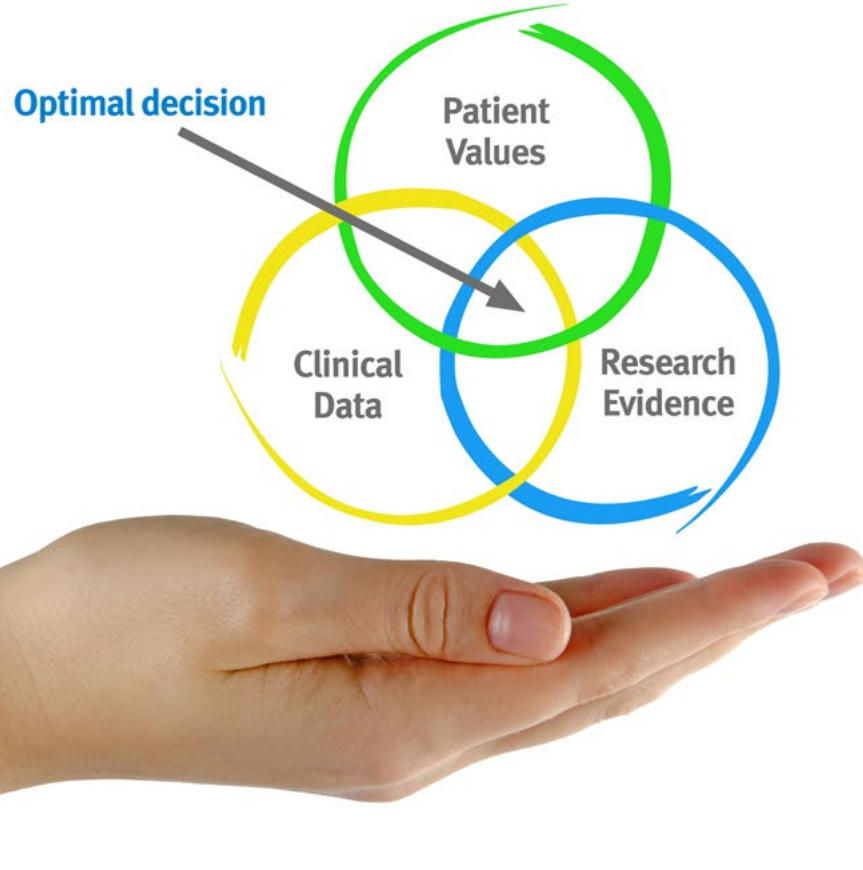 Optimal decision
Patient
Values
Clinical
Data
Research
Evidence